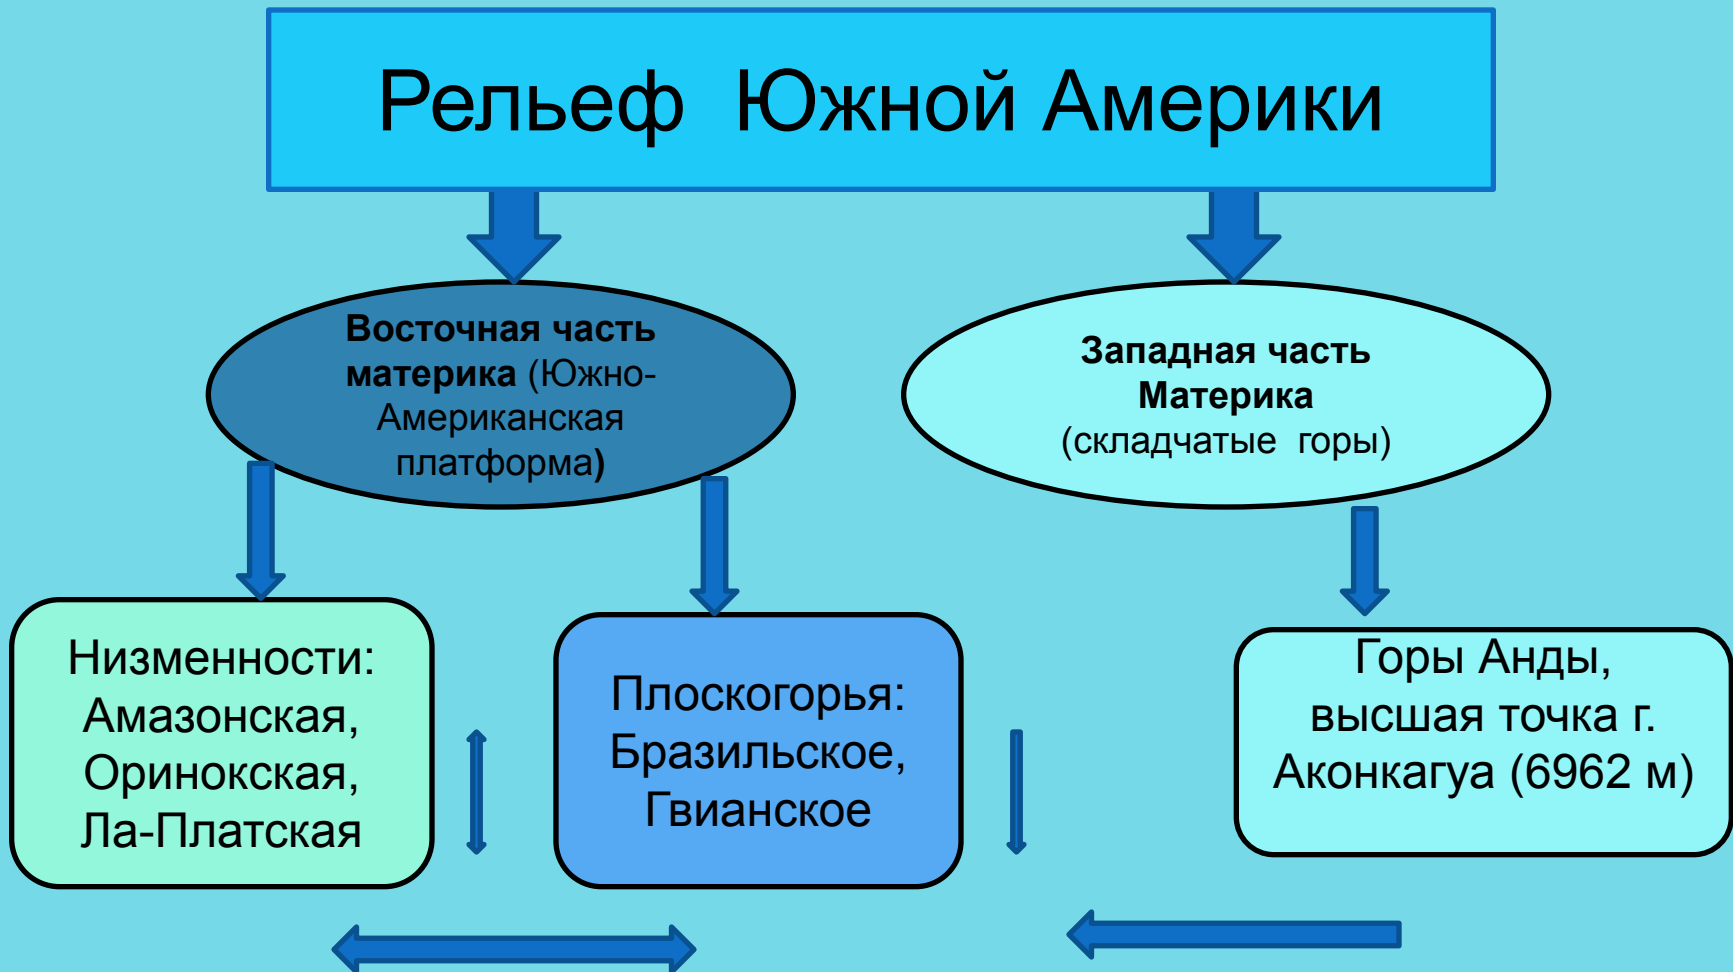 Рельеф Южной Америки
Восточная часть
материка (Южно-
Американская
платформа)
Западная часть
Материка
(складчатые горы)
Низменности:
Амазонская,
Оринокская,
Ла-Платская
Плоскогорья:
Бразильское,
Гвианское
Горы Анды,
высшая точка г.
Аконкагуа (6962 м)